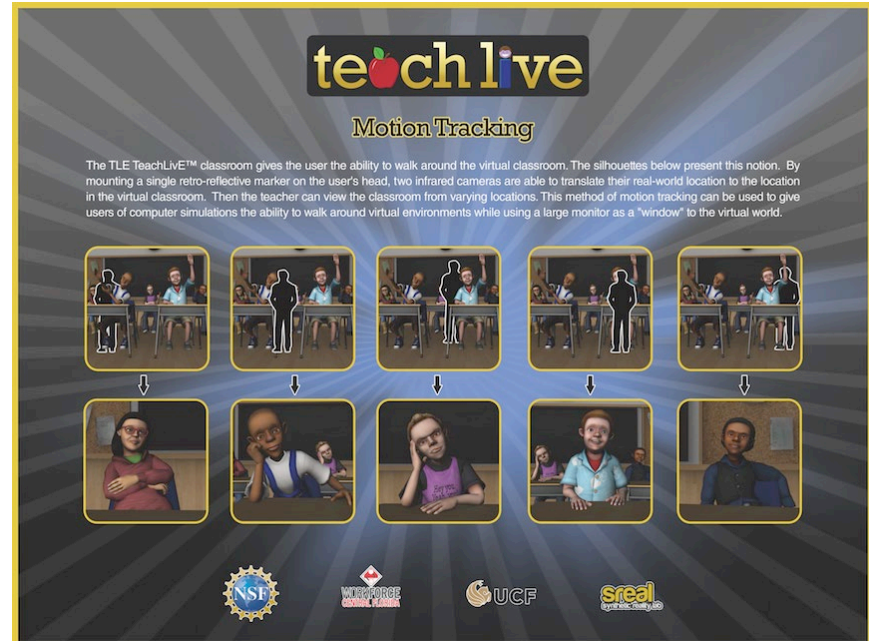 teach live
Motion Tracking
The TLE TeachLivE™ classroom gives the user the ability to walk around the virtual classroom. The silhouettes below present this notion. By
mounting a single retro-reflective marker on the user's head, two infrared cameras are able to translate their real-world location to the location
in the virtual classroom. Then the teacher can view the classroom from varying locations. This method of motion tracking can be used to give
users of computer simulations the ability to walk around virtual environments while using a large monitor as a "window" to the virtual world.
NSF
WORKFORCE
CENTRAL FLORIDA
UCF
sreal
synthetic reality lab